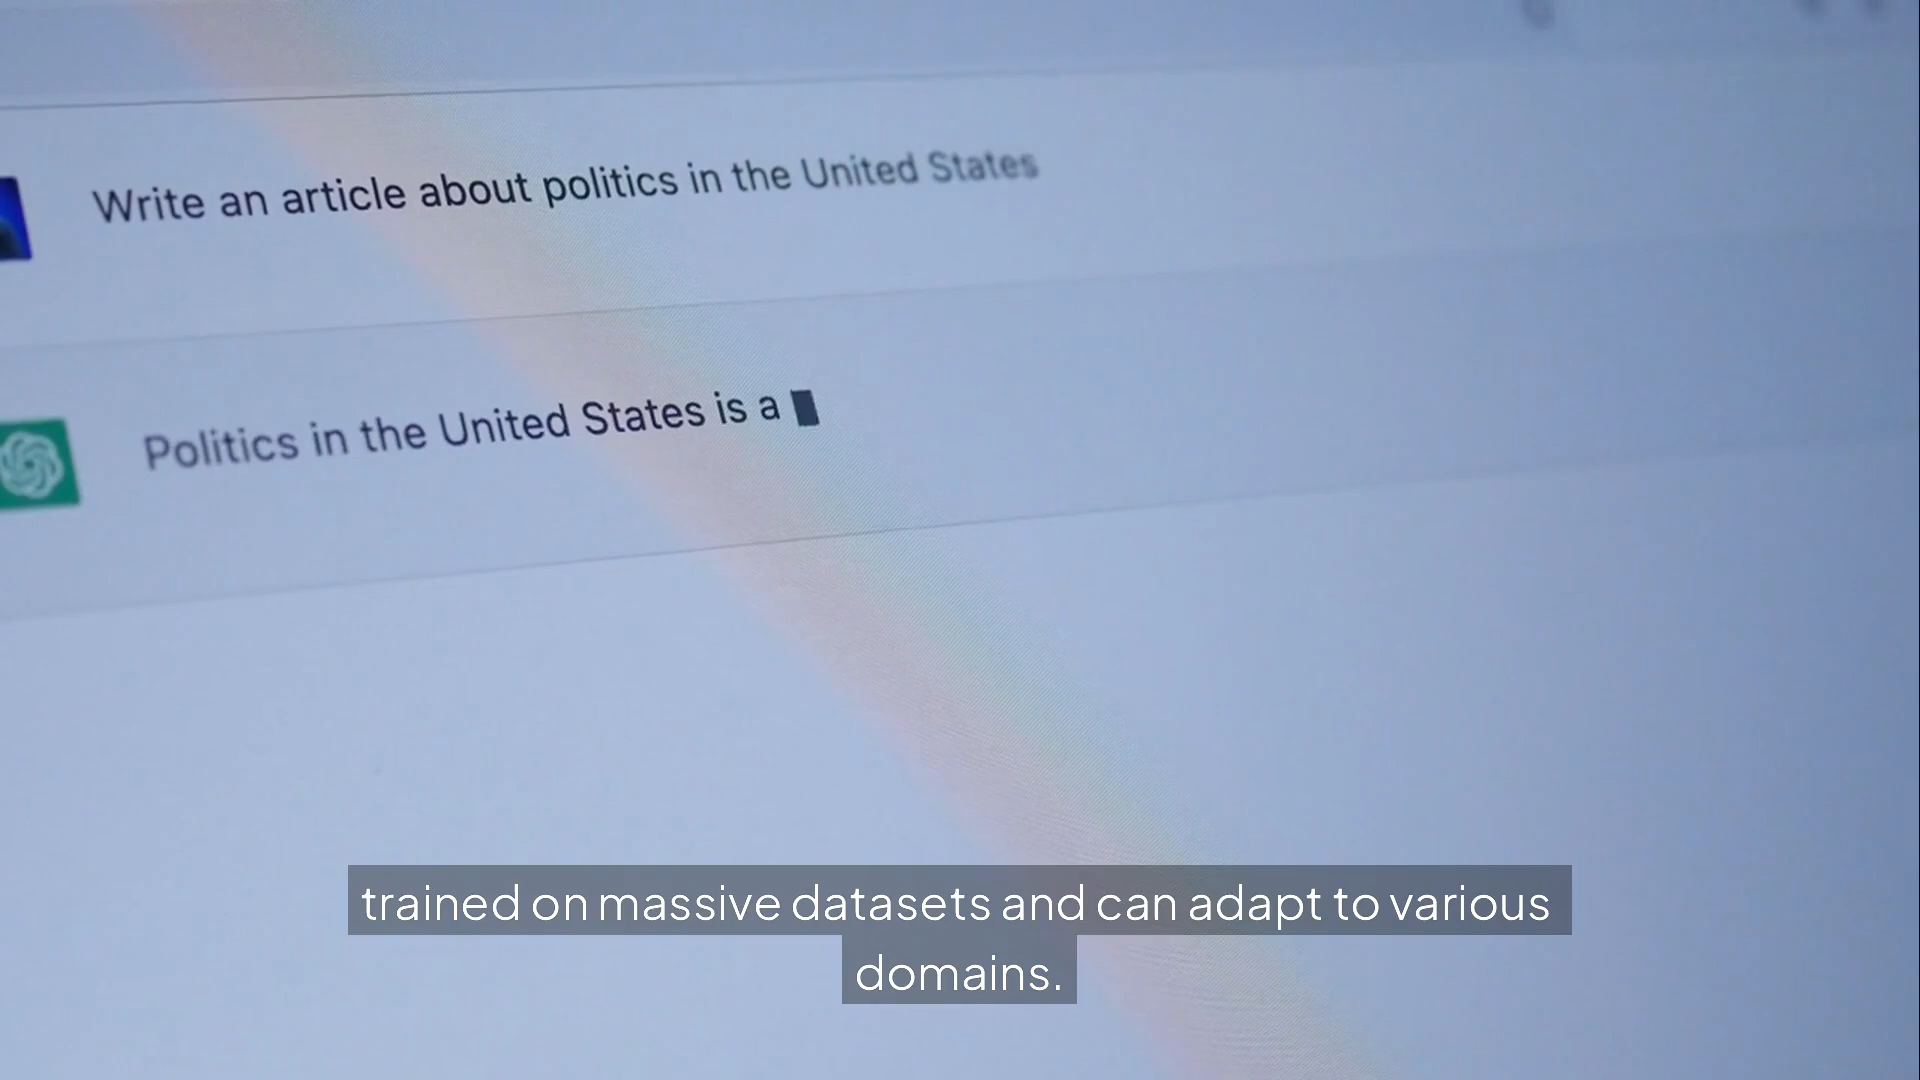 Write an article about politics in the United States
Politics in the United States is a
trained on massive datasets and can adapt to various
domains.